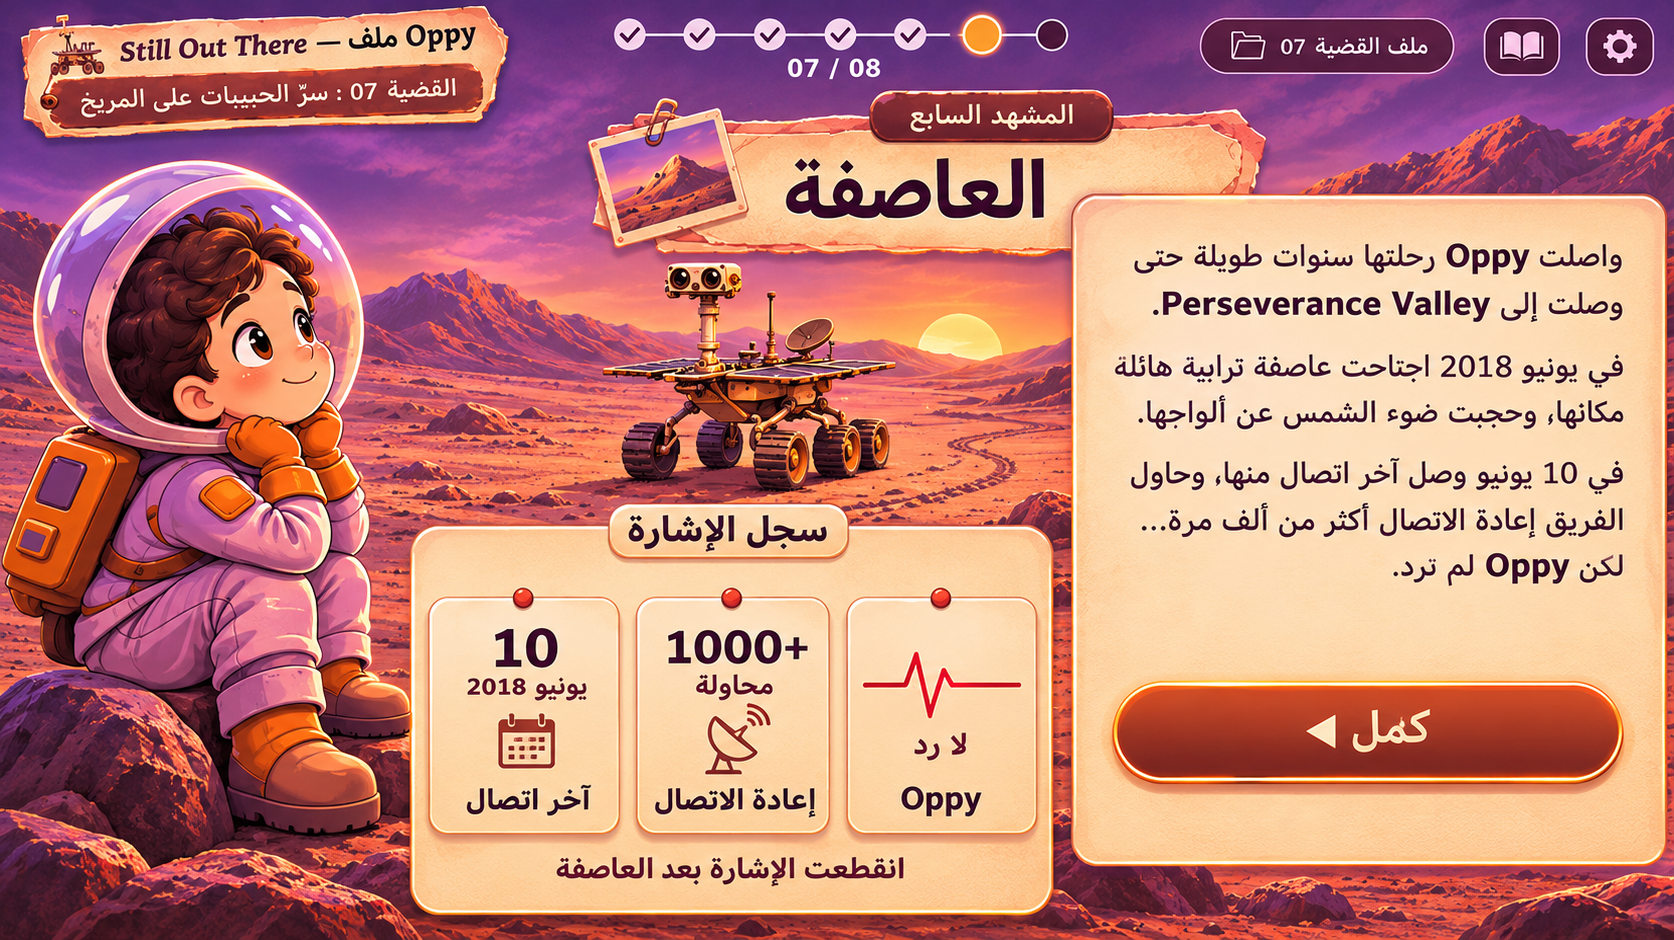 Oppy ملف — Still Out There
القضية 07 : سرّ الحبيبات على المريخ
07 / 08
ملف القضية 07
المشهد السابع
العاصفة
واصلت Oppy رحلتها سنوات طويلة حتى
وصلت إلى Perseverance Valley.
في يونيو 2018 اجتاحت عاصفة ترابية هائلة
مكانها، وحجبت ضوء الشمس عن ألواحها.
في 10 يونيو وصل آخر اتصال منها، وحاول
الفريق إعادة الاتصال أكثر من ألف مرة...
لكن Oppy لم ترد.
كمّل ◀
سجل الإشارة
لا رد
Oppy
1000+
محاولة
إعادة الاتصال
10
يونيو 2018
آخر اتصال
انقطعت الإشارة بعد العاصفة